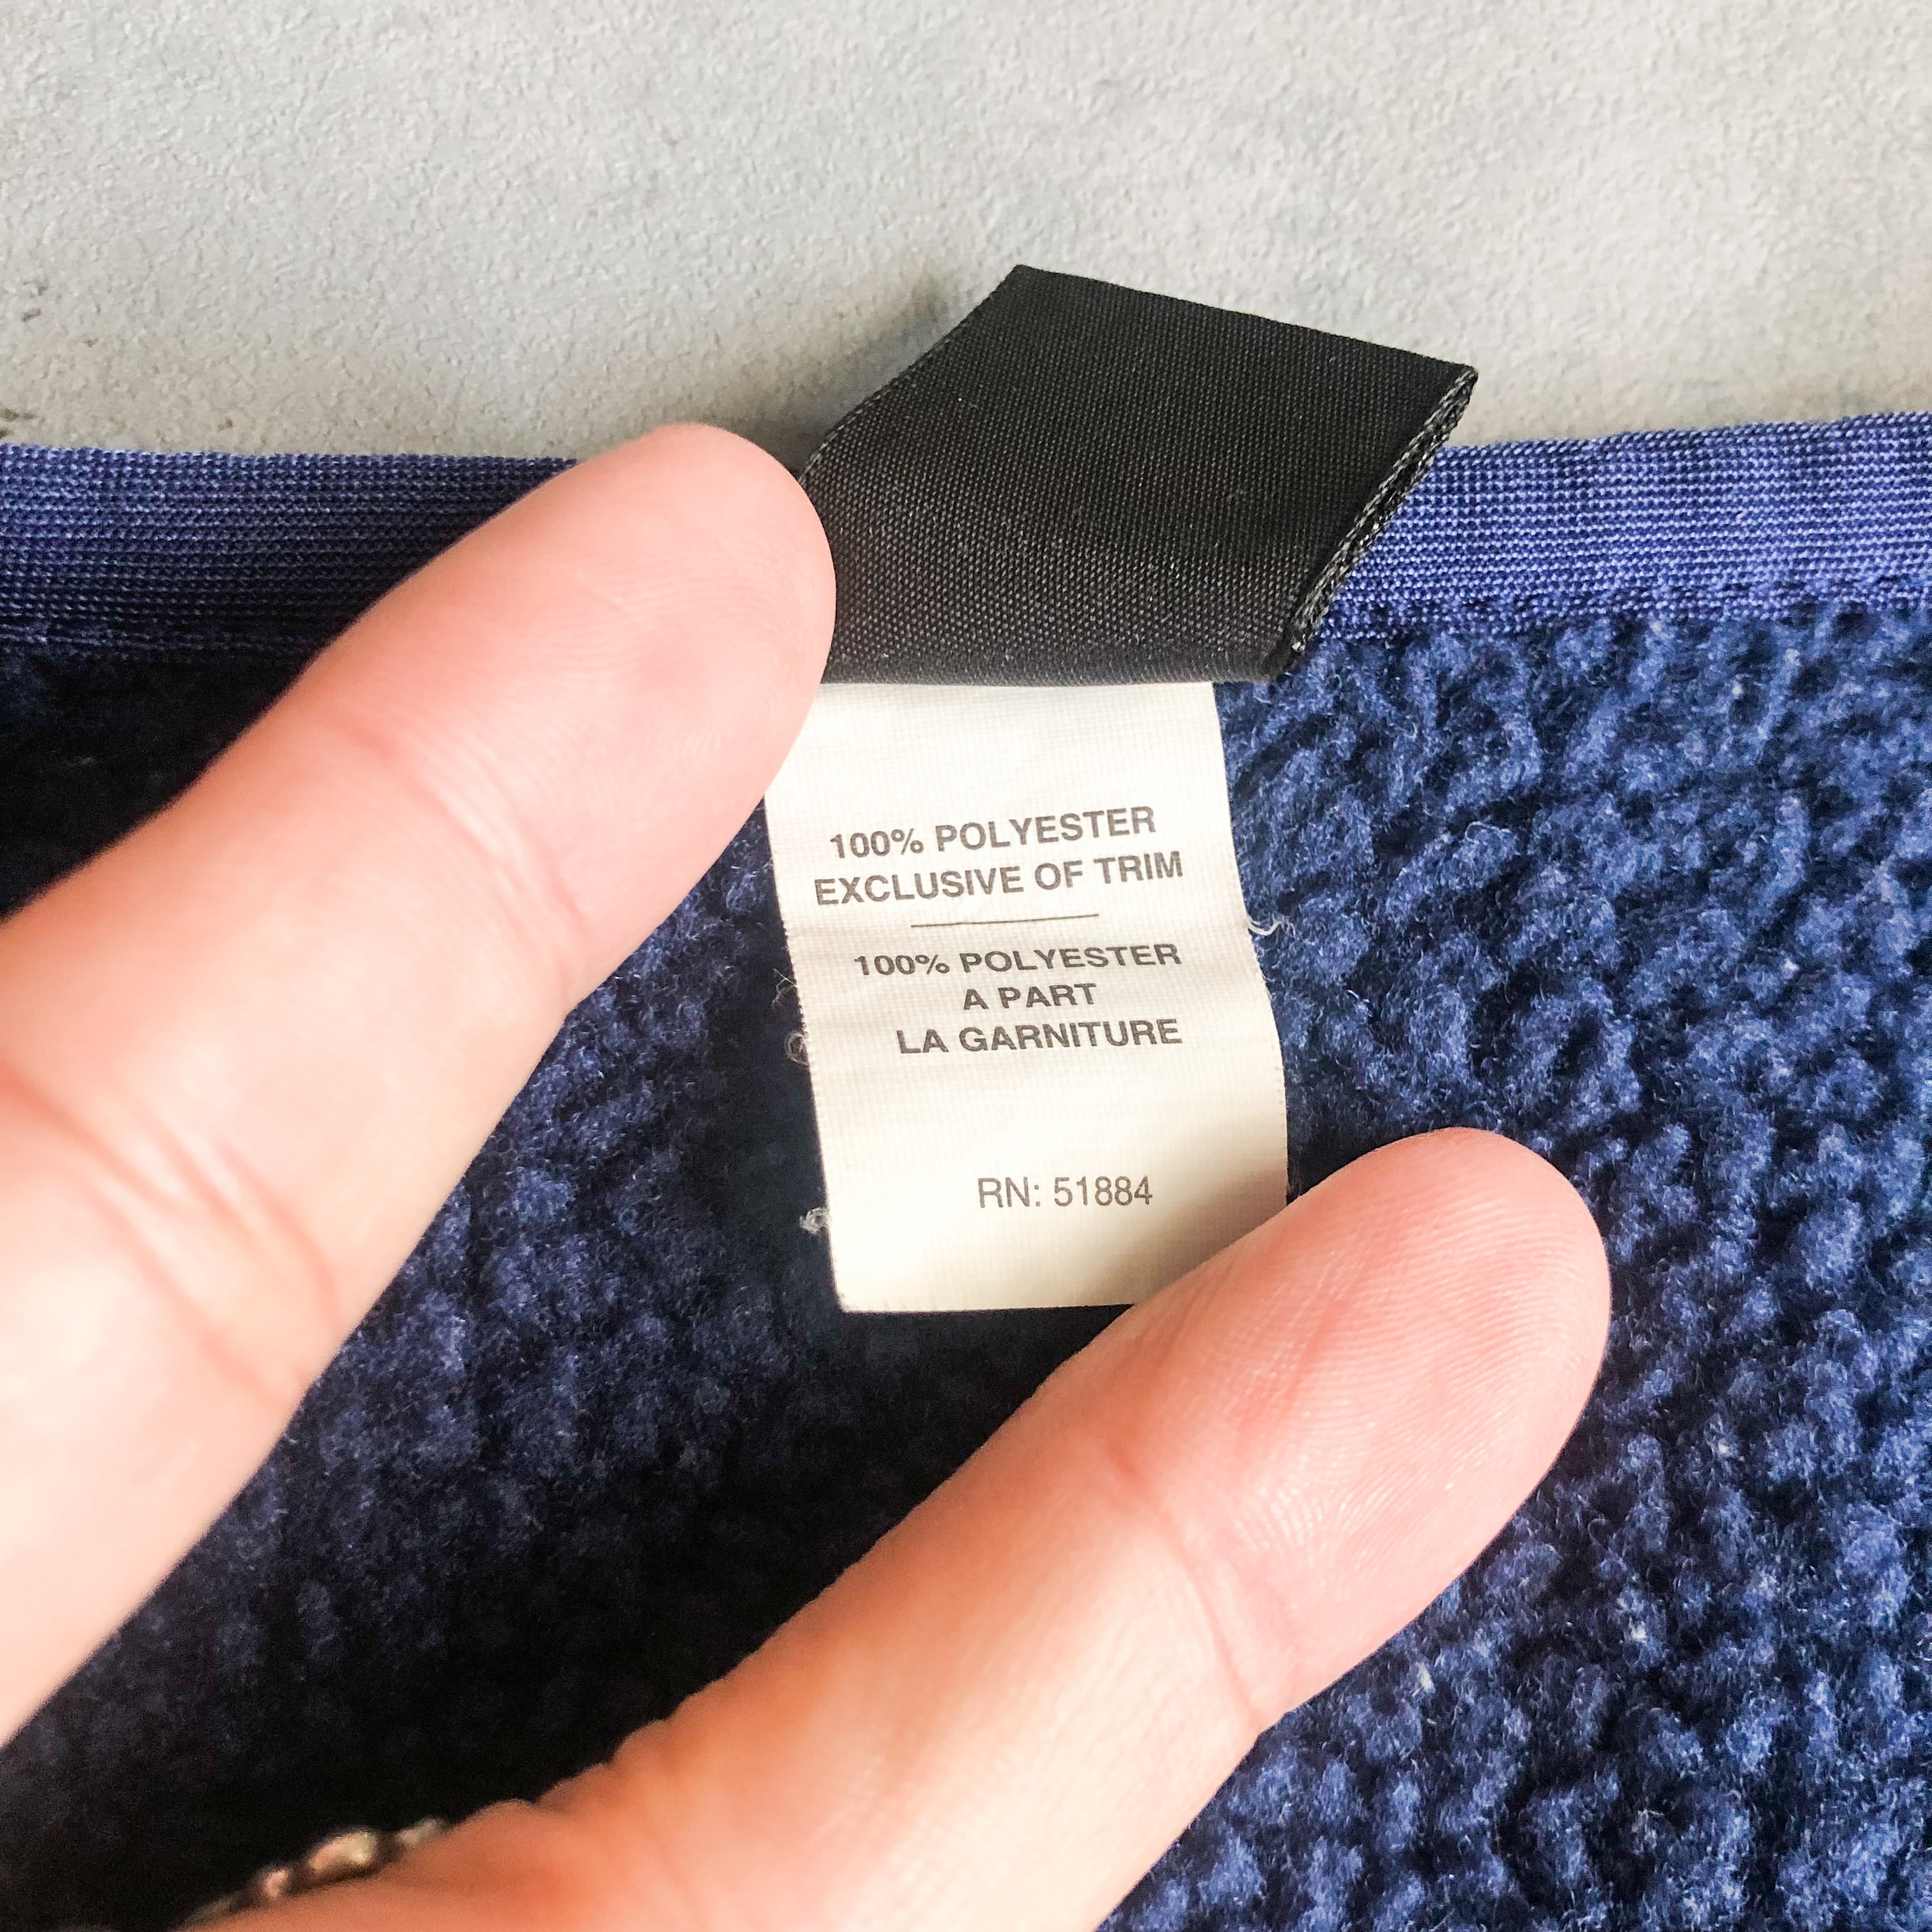 100% POLYESTER
EXCLUSIVE OF TRIM
100% POLYESTER
A PART
LA GARNITURE
RN: 51884